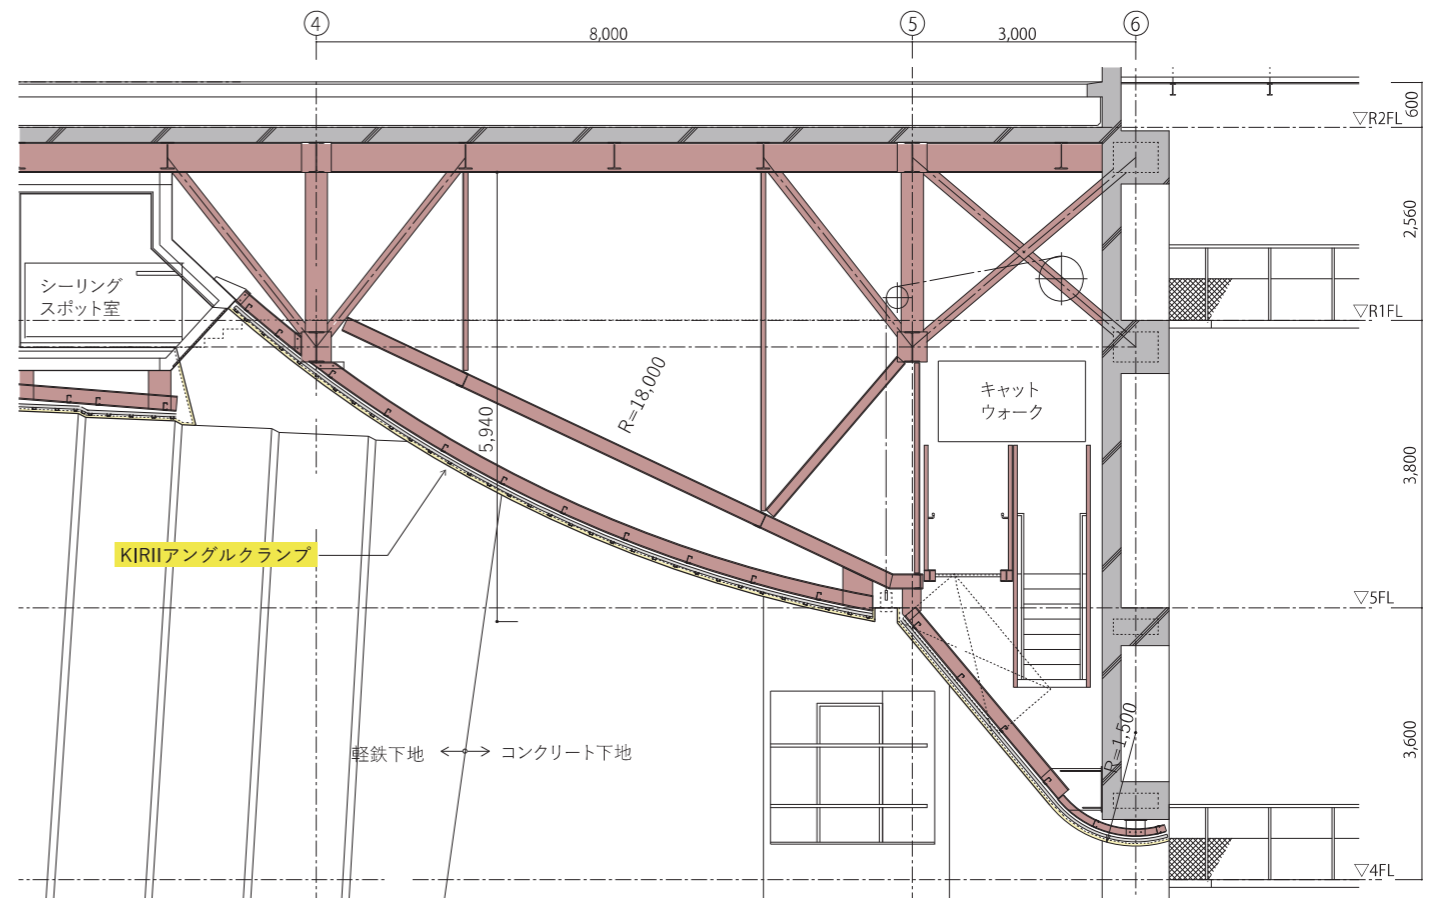 ④
⑤
⑥
8,000
3,000
600
▽R2FL
2,560
シーリング
スポット室
▽R1FL
R=18,000
キャット
ウォーク
5,940
3,800
KIRIIアングルクランプ
▽5FL
R=1,500
軽鉄下地
コンクリート下地
3,600
▽4FL